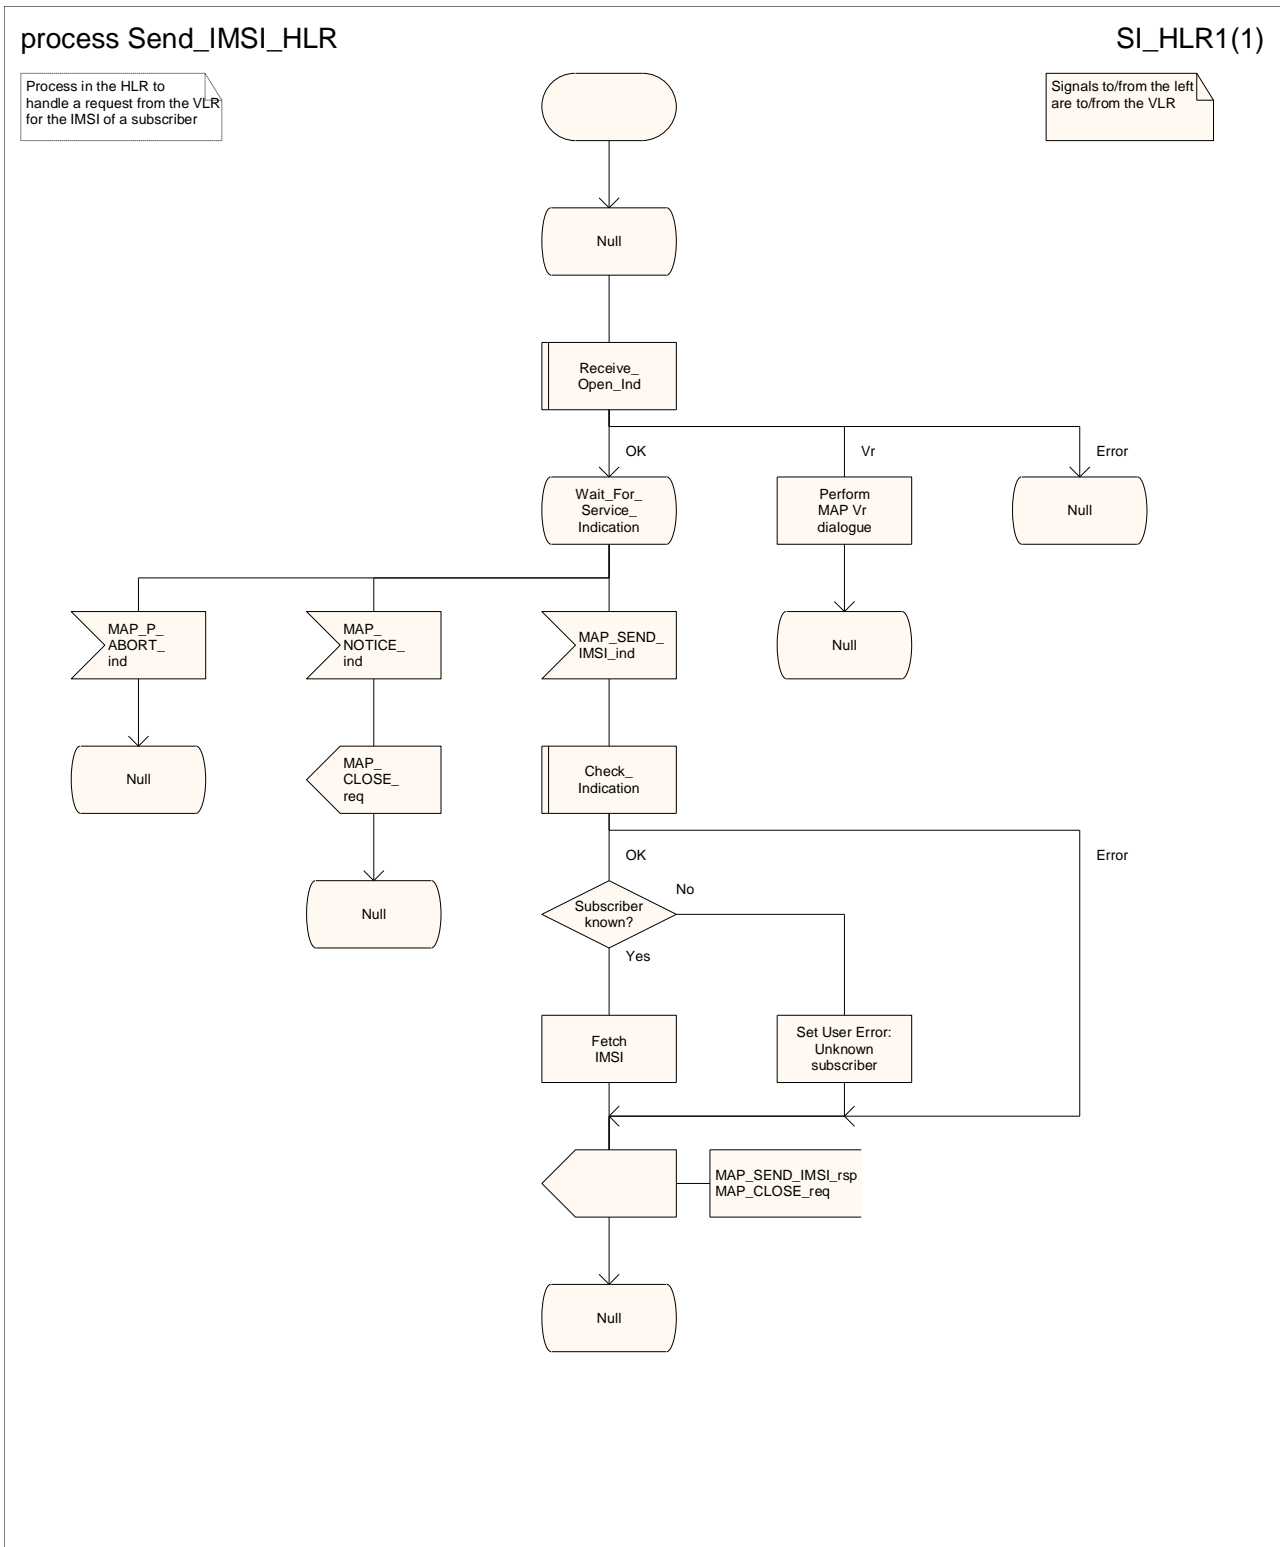 process Send_IMSI_HLR
SI_HLR1(1)
Process in the HLR to
handle a request from the VLR
for the IMSI of a subscriber
Signals to/from the left
are to/from the VLR
Null
Receive_
Open_Ind
OK
Vr
Error
Wait_For_
Service_
Indication
Perform
MAP Vr
dialogue
Null
MAP_P_
ABORT_
ind
MAP_
NOTICE_
ind
MAP_SEND_
IMSI_ind
Null
Null
MAP_
CLOSE_
req
Check_
Indication
OK
Error
Null
Subscriber
known?
No
Yes
Fetch
IMSI
Set User Error:
Unknown
subscriber
MAP_SEND_IMSI_rsp
MAP_CLOSE_req
Null